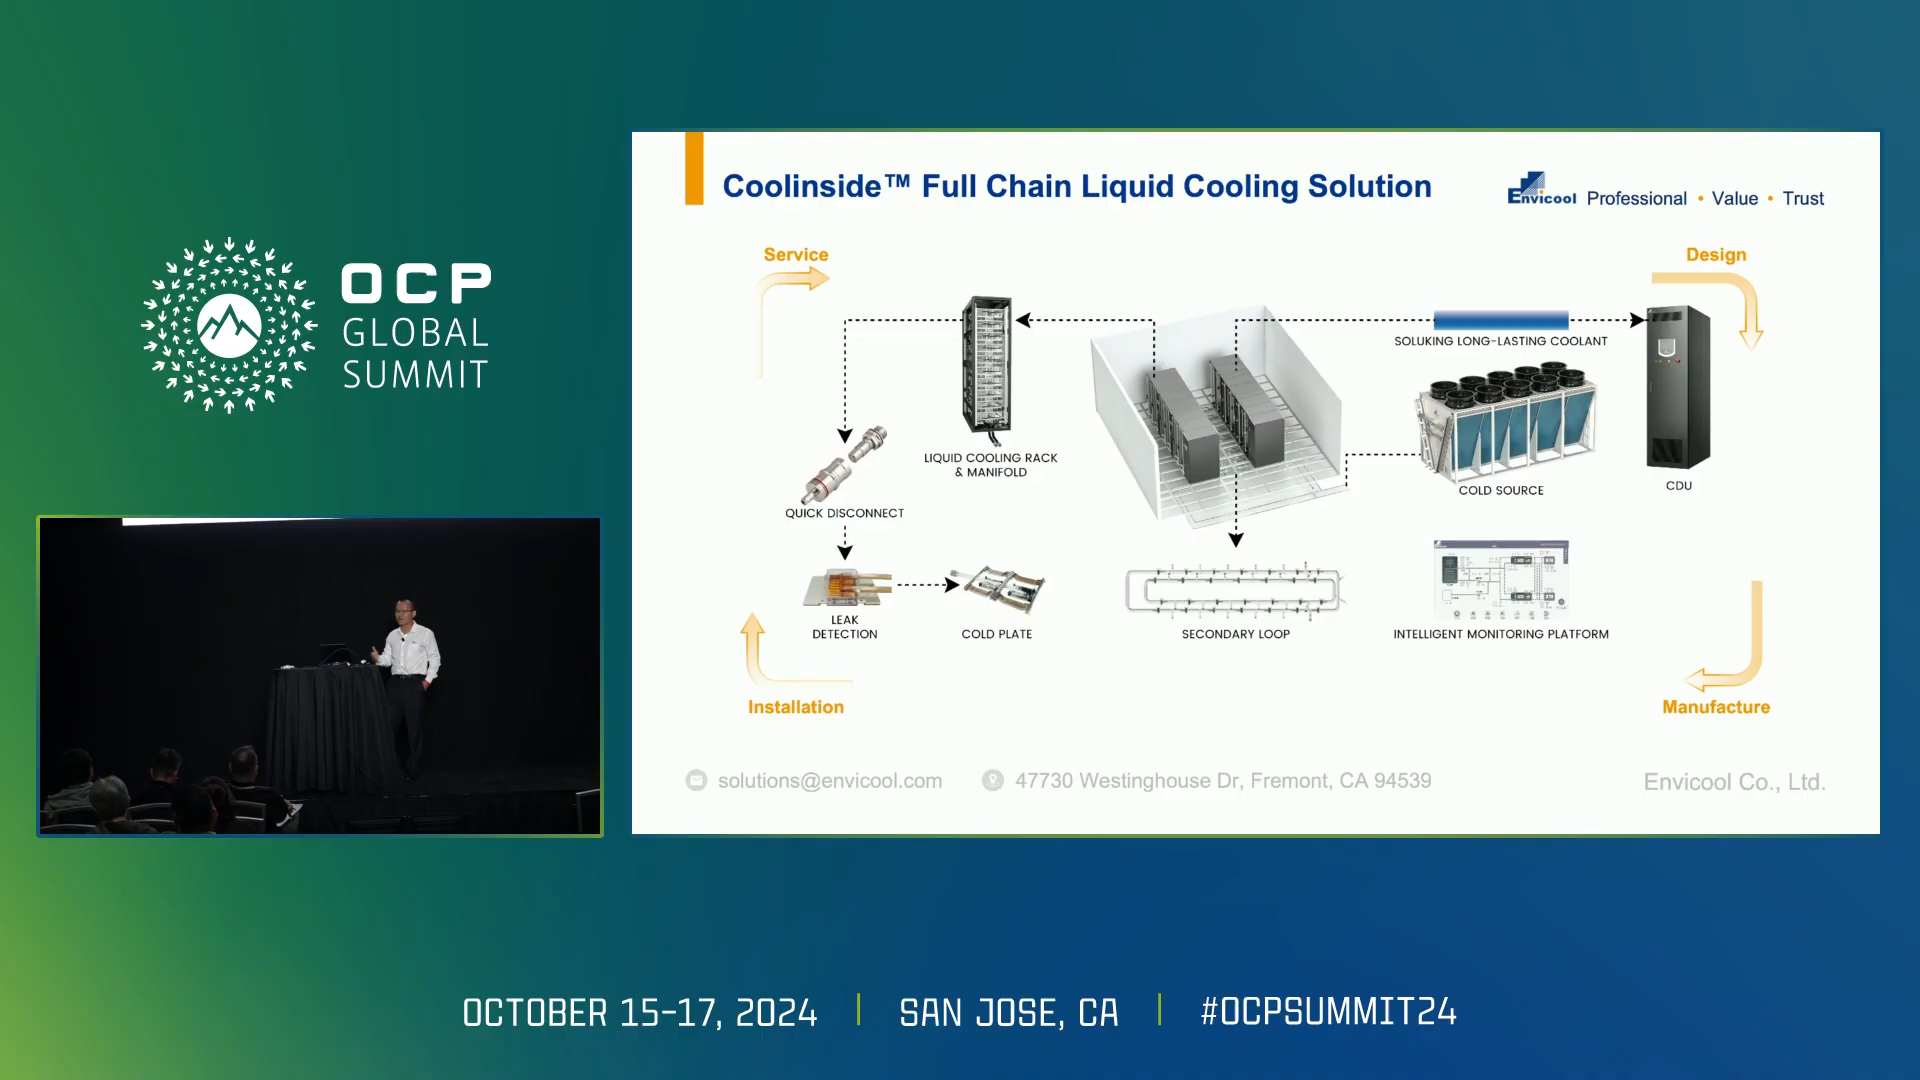 OCP
GLOBAL
SUMMIT
Coolinside™ Full Chain Liquid Cooling Solution
Envicool Professional • Value • Trust
Service
Design
SOLUKING LONG-LASTING COOLANT
LIQUID COOLING RACK
& MANIFOLD
COLD SOURCE
CDU
QUICK DISCONNECT
LEAK
DETECTION
COLD PLATE
SECONDARY LOOP
INTELLIGENT MONITORING PLATFORM
Installation
Manufacture
solutions@envicool.com
47730 Westinghouse Dr, Fremont, CA 94539
Envicool Co., Ltd.
OCTOBER 15-17, 2024 | SAN JOSE, CA | #OCPSUMMIT24